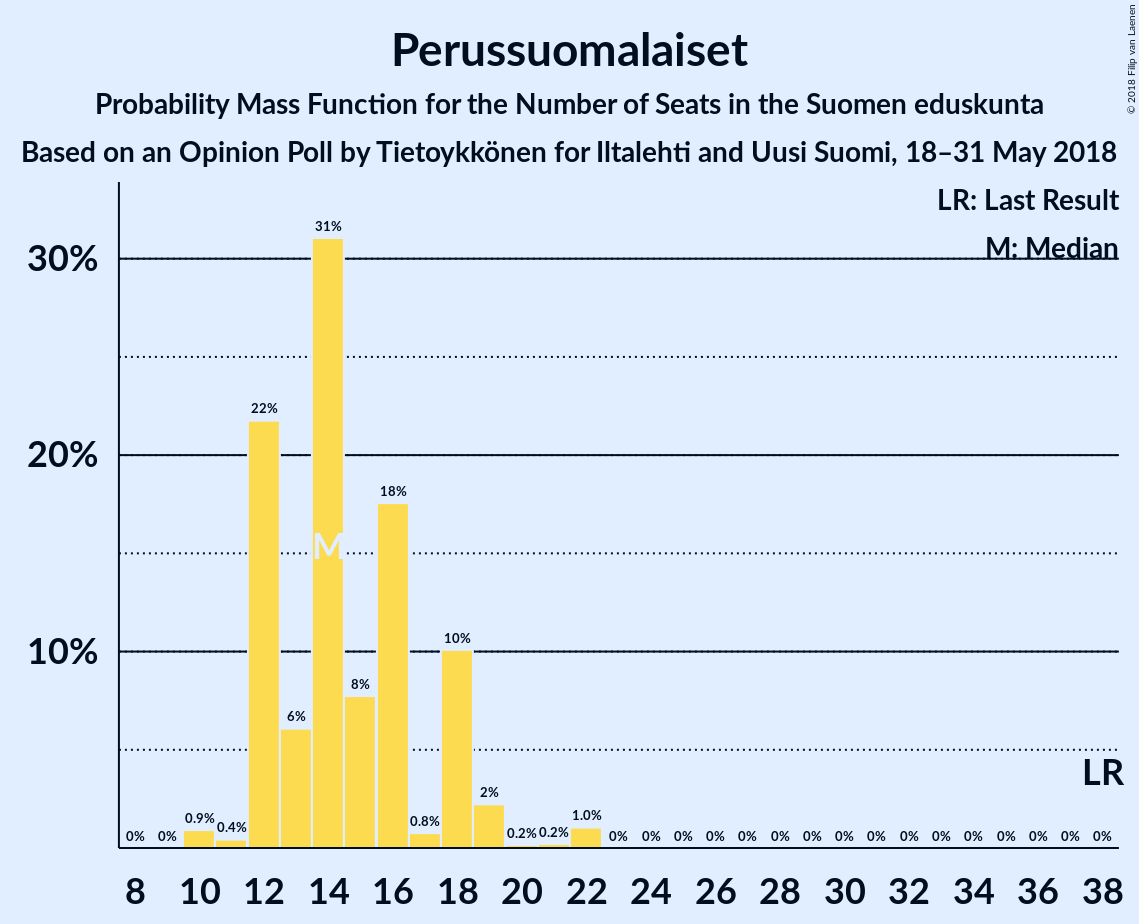 Perussuomalaiset
Probability Mass Function for the Number of Seats in the Suomen eduskunta
Based on an Opinion Poll by Tietoykkönen for Iltalehti and Uusi Suomi, 18–31 May 2018
© 2018 Filip van Laenen
LR: Last Result
M: Median
30%
20%
10%
0% 0% 0.9% 0.4% 22% 6% 31% 8% 18% 0.8% 10% 2% 0.2% 0.2% 1.0% 0% 0% 0% 0% 0% 0% 0% 0% 0% 0% 0% 0% 0% 0% 0% 0%
M
LR
8 10 12 14 16 18 20 22 24 26 28 30 32 34 36 38